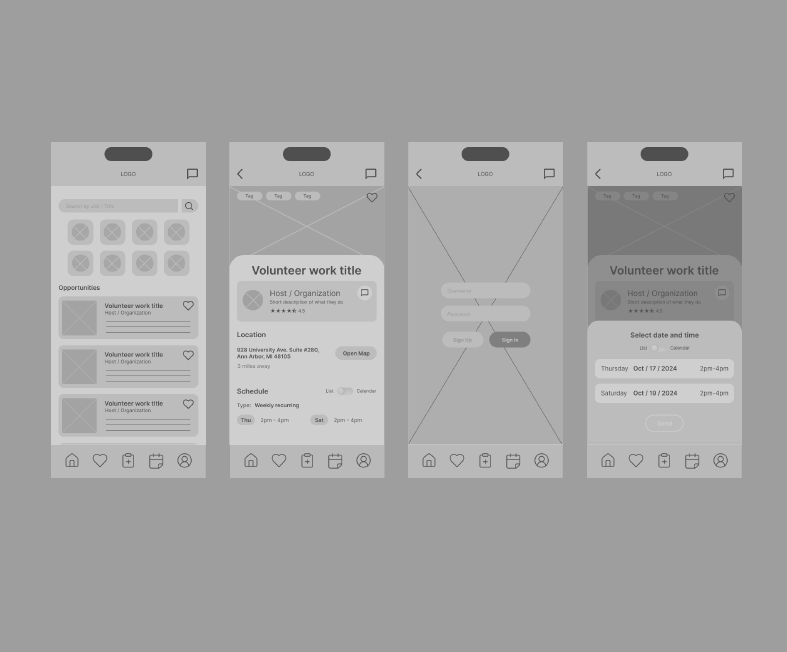 LOGO
Search by Job / Title
Opportunities
Volunteer work title
Host / Organization
Volunteer work title
Host / Organization
Volunteer work title
Host / Organization
LOGO
Tag Tag Tag
Volunteer work title
Host / Organization
Short description of what they do
4.5
Location
928 University Ave, Suite #280,
Ann Arbor, MI 48105
Open Map
3 miles away
Schedule List Calendar
Type: Weekly recurring
Thu 2pm - 4pm Sat 2pm - 4pm
LOGO
Username
Password
Sign Up Sign In
LOGO
Tag Tag Tag
Volunteer work title
Host / Organization
Short description of what they do
4.5
Select date and time
List Calendar
Thursday Oct / 17 / 2024 2pm-4pm
Saturday Oct / 19 / 2024 2pm-4pm
Send